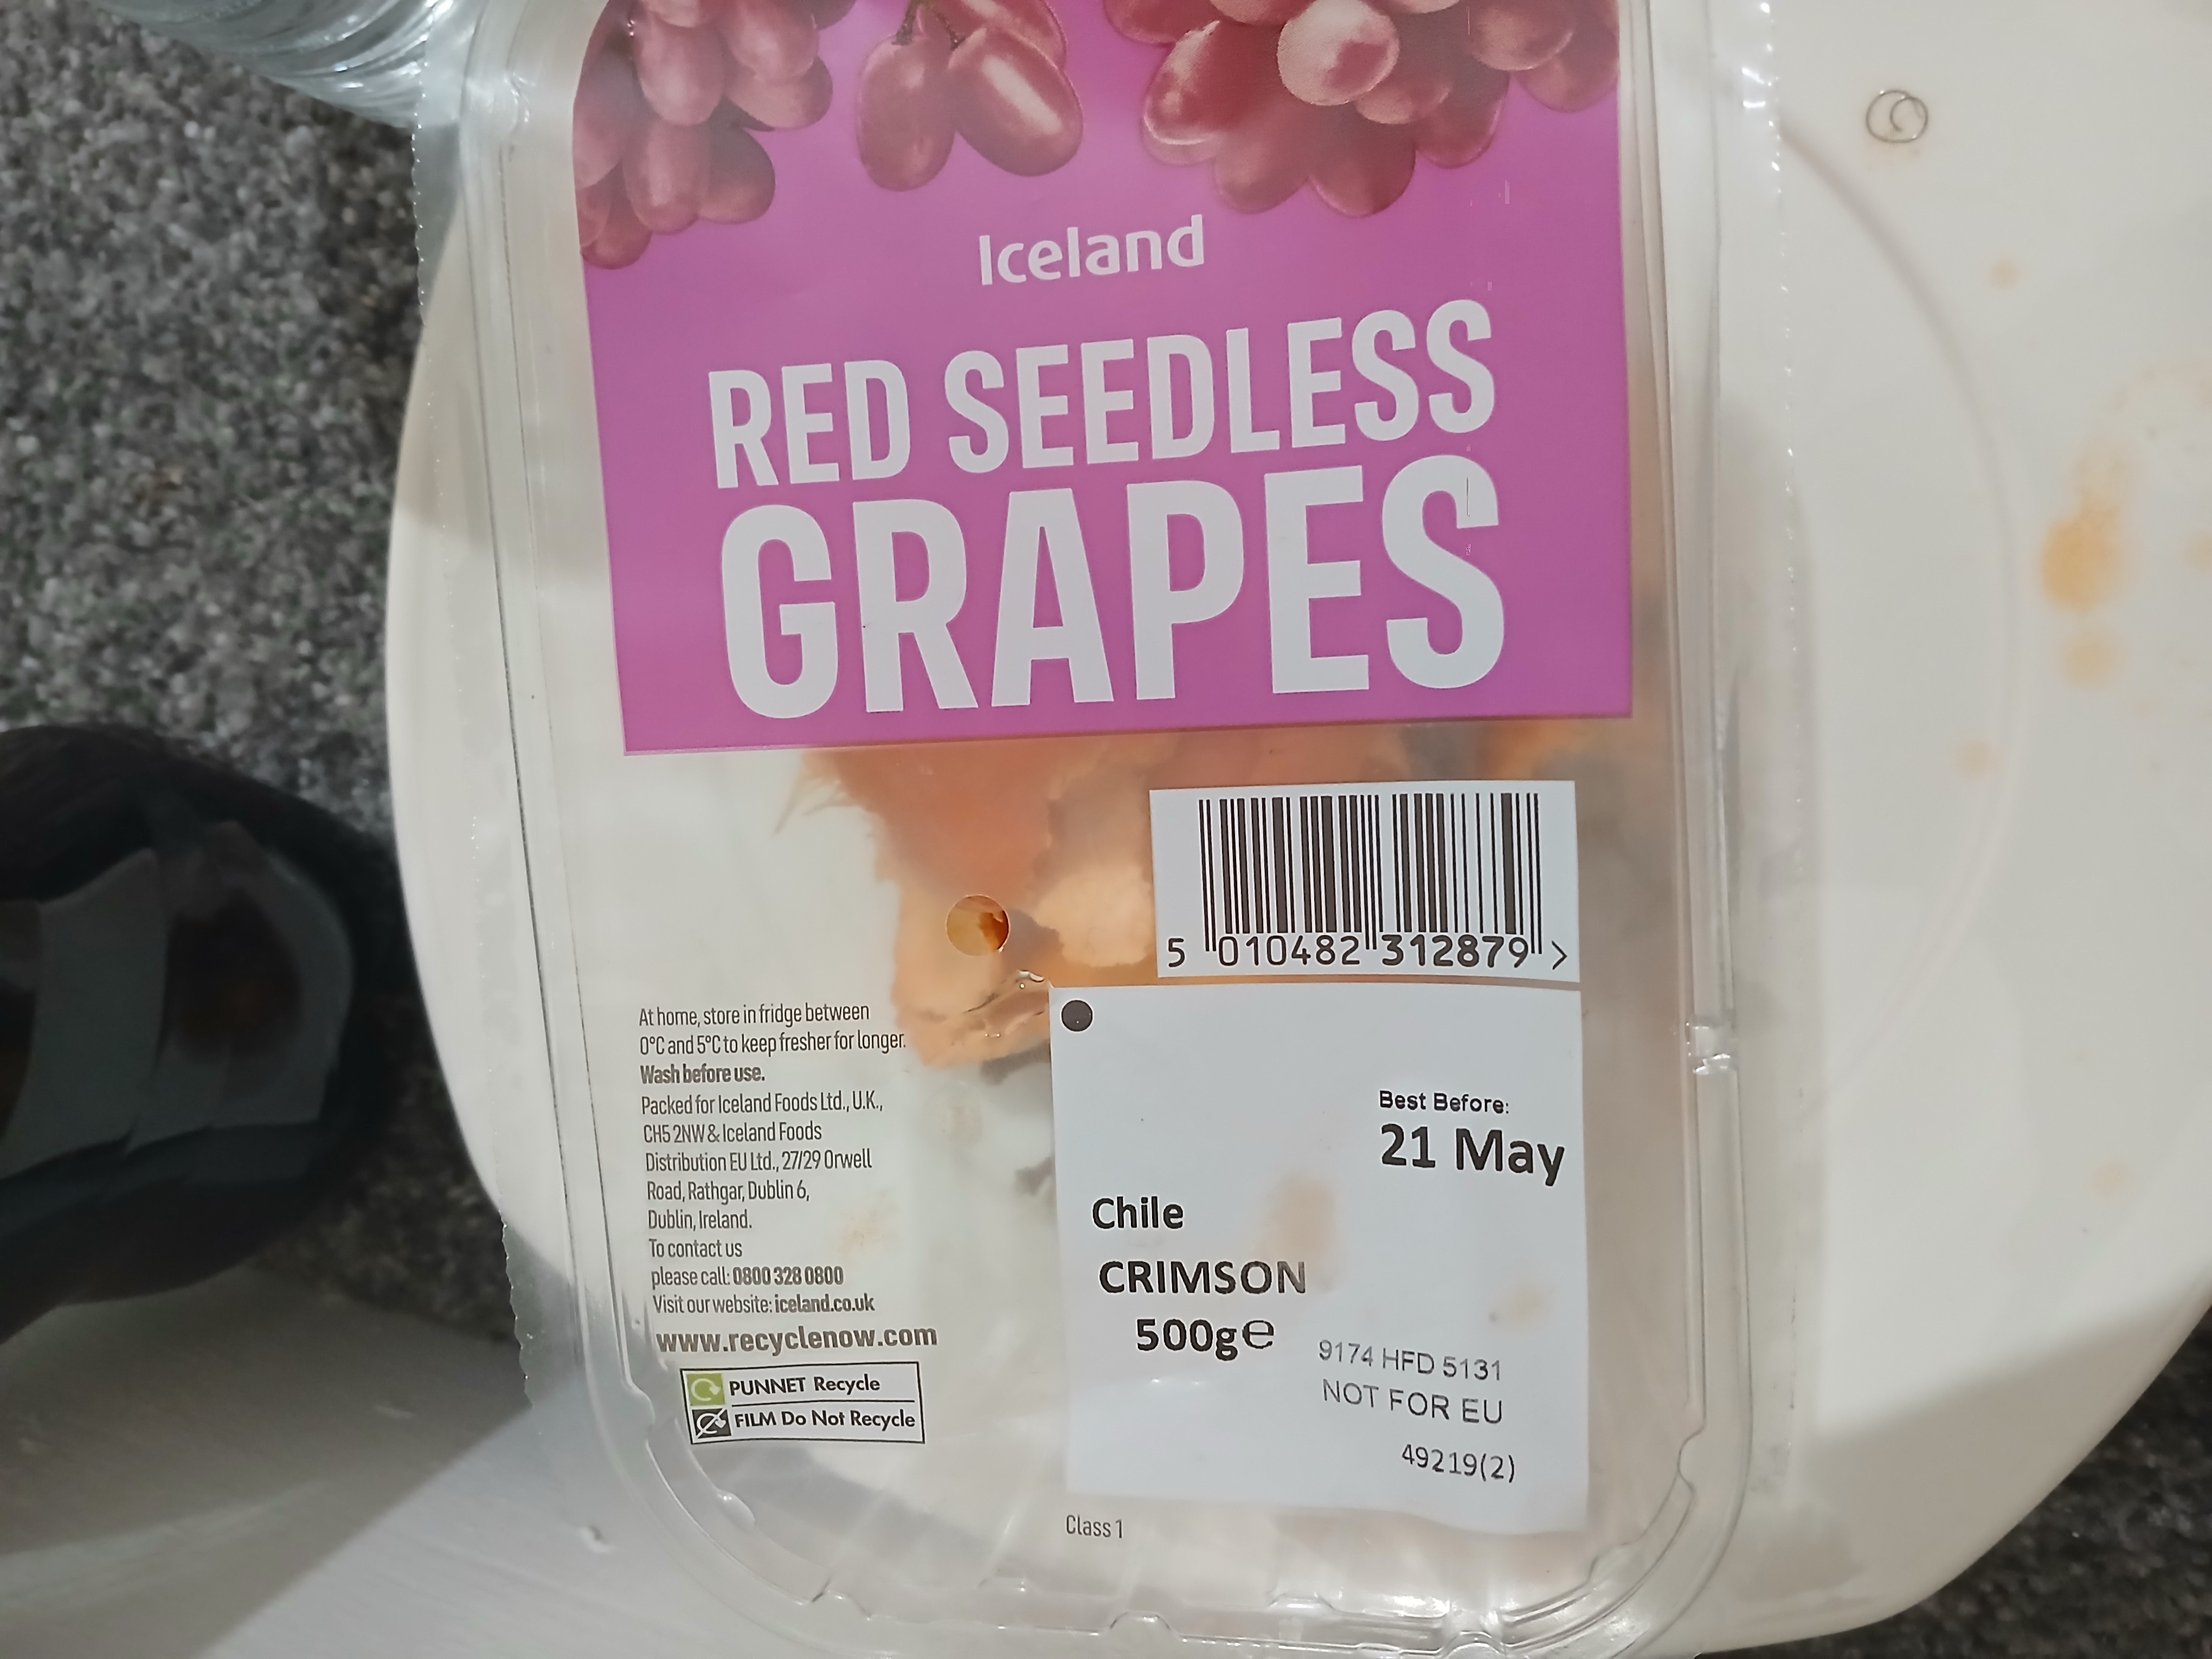 Iceland
RED SEEDLESS
GRAPES
5 010482 312879 >
At home, store in fridge between
0°C and 5°C to keep fresher for longer.
Wash before use.
Packed for Iceland Foods Ltd., U.K.,
CH5 2NW & Iceland Foods
Distribution EU Ltd., 27/29 Orwell
Road, Rathgar, Dublin 6,
Dublin, Ireland.
To contact us
please call: 0800 328 0800
Visit our website: iceland.co.uk
www.recyclenow.com
PUNNET Recycle
FILM Do Not Recycle
Best Before:
21 May
Chile
CRIMSON
500g℮
9174 HFD 5131
NOT FOR EU
49219(2)
Class 1